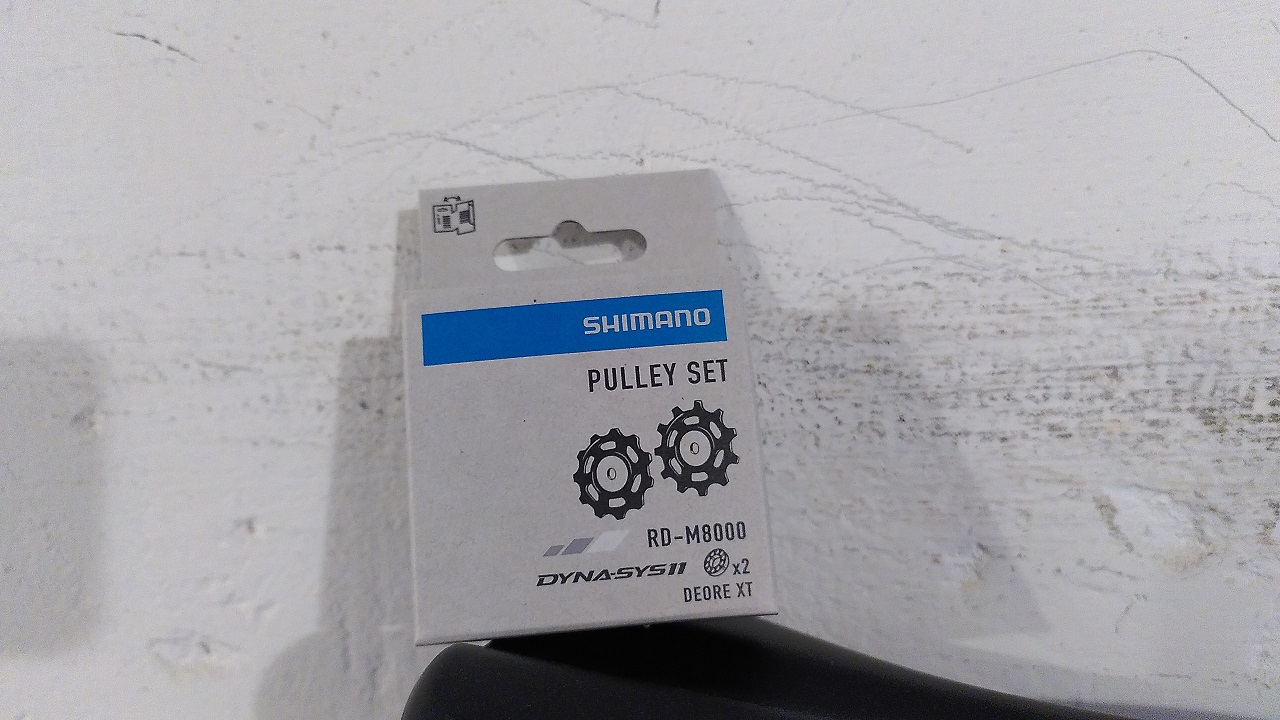 SHIMANO
PULLEY SET
RD-M8000
DYNA-SYS11 x2
DEORE XT